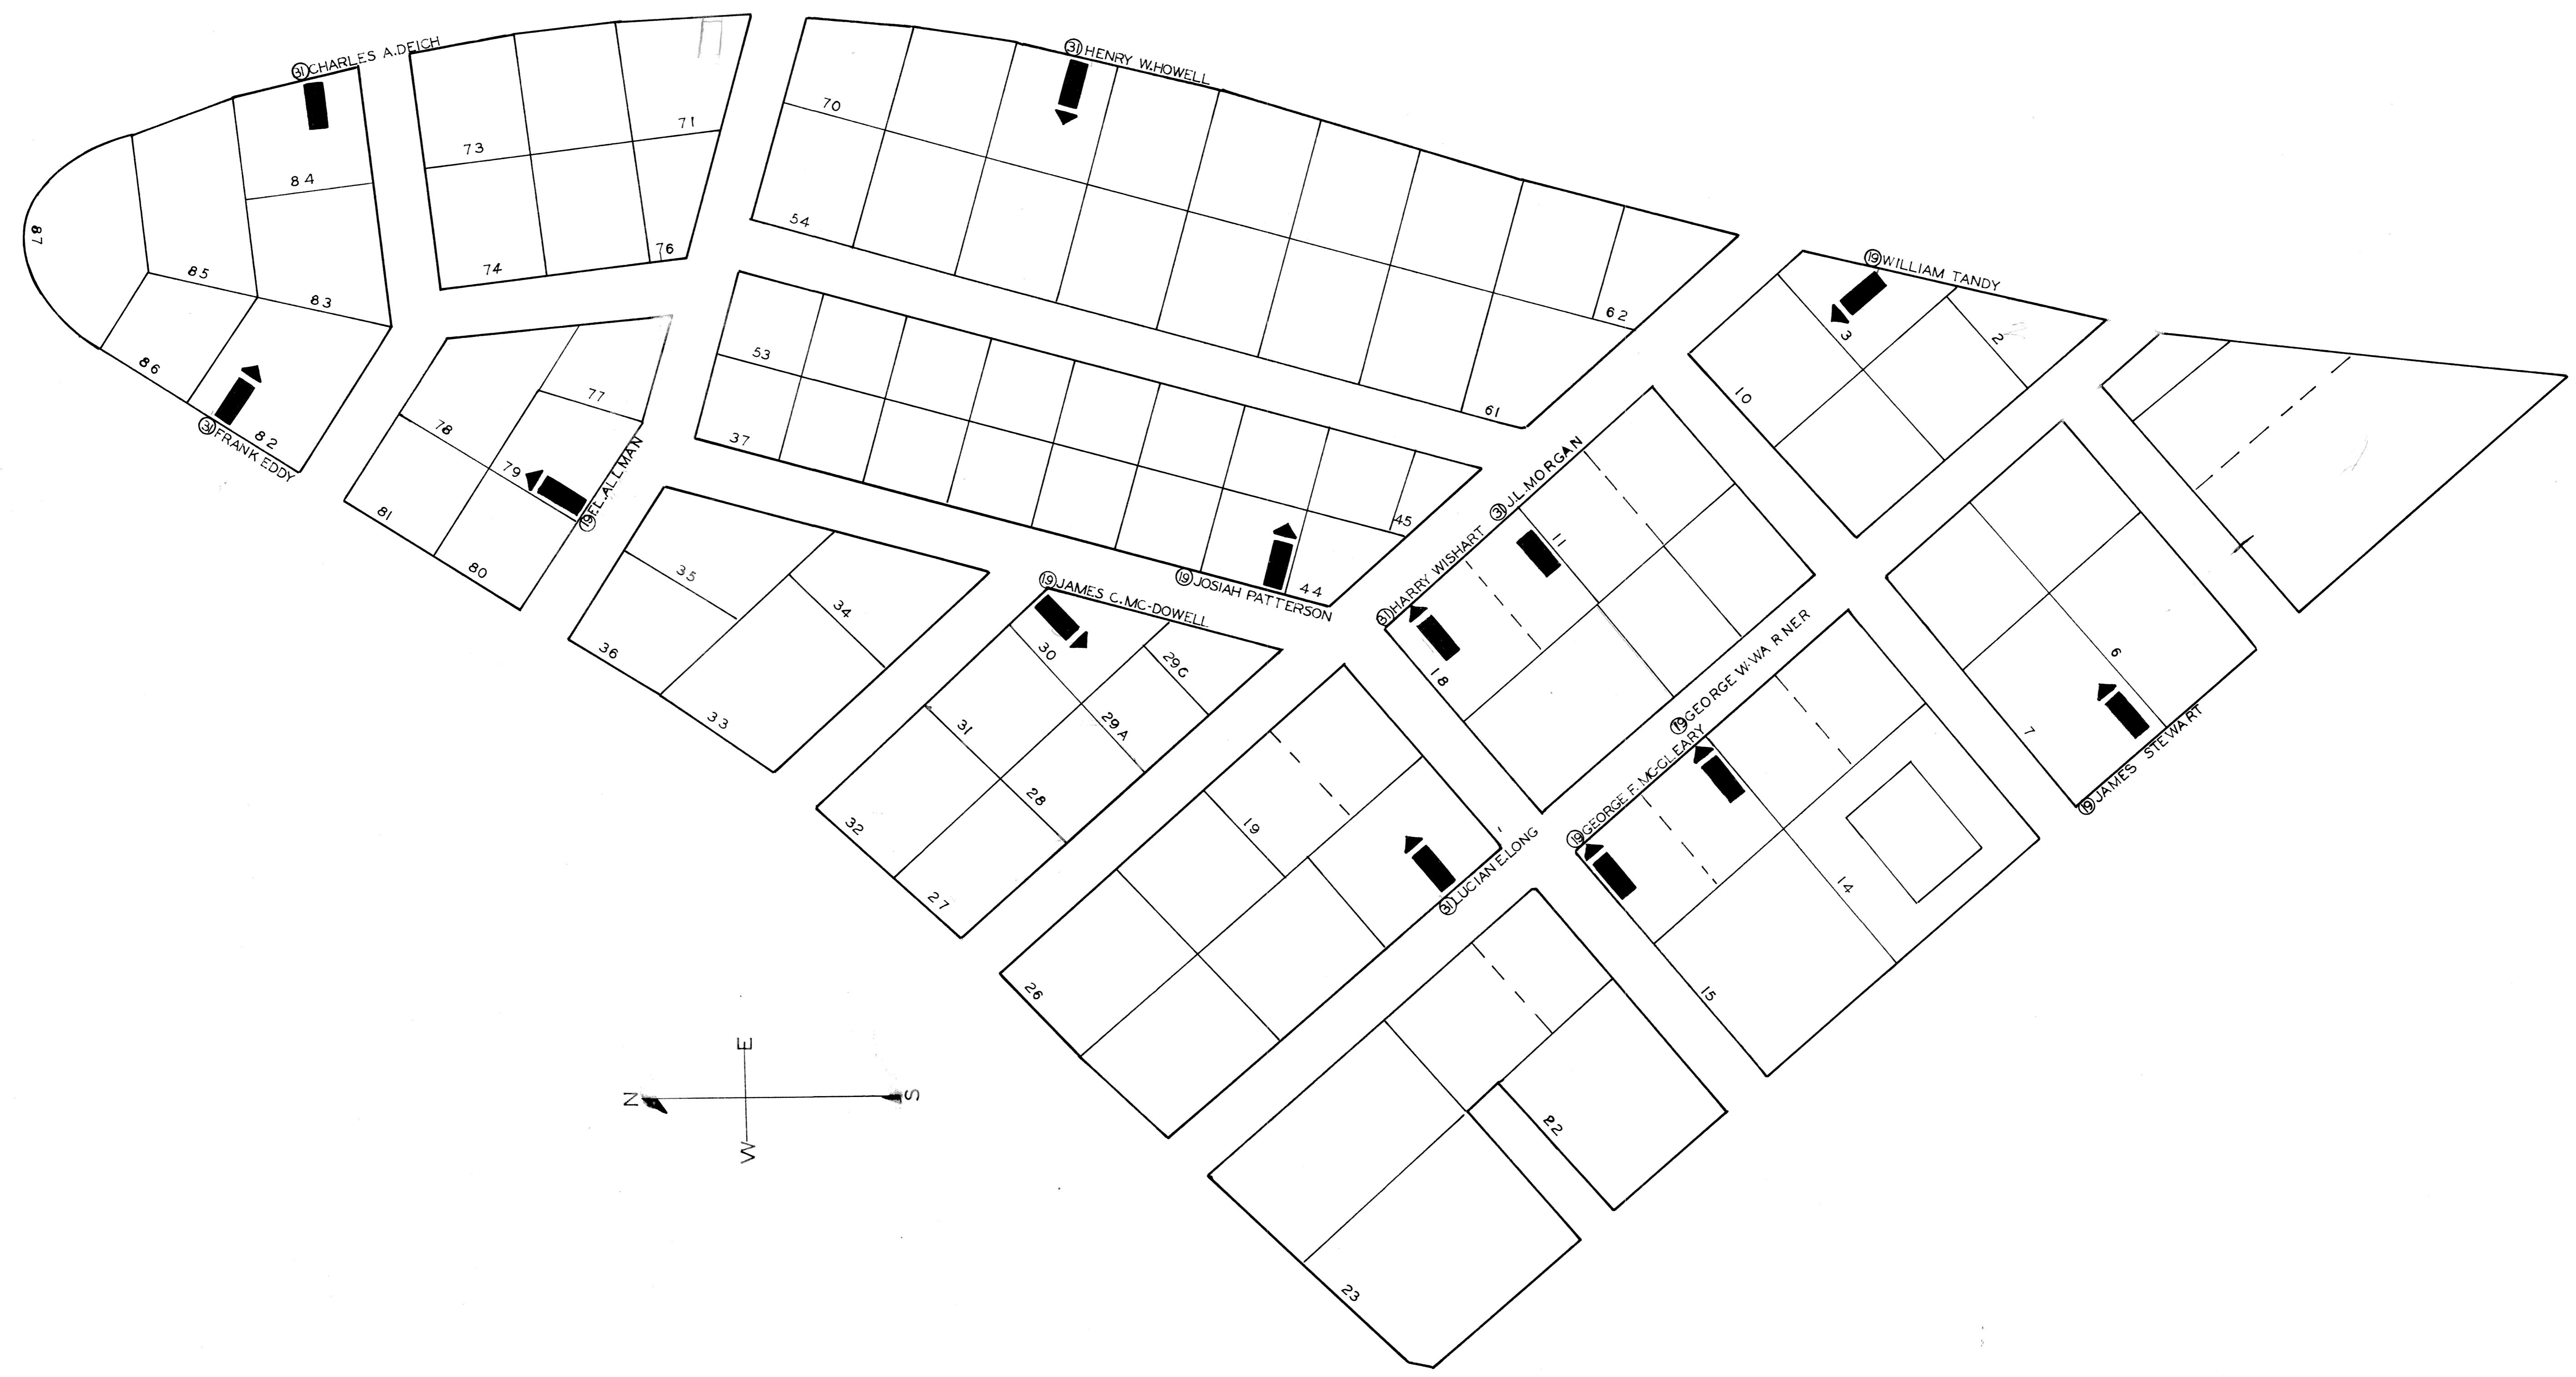 31 CHARLES A. DEICH
31 HENRY W. HOWELL
70
71
73
84
87
54
76
74
85
83
19 WILLIAM TANDY
3
2
62
10
61
86
82
31 FRANK EDDY
77
78
79
19 E.L. ALLMAN
81
80
53
37
45
44
19 JOSIAH PATTERSON
31 J.L. MORGAN
11
31 HARRY WISHART
18
35
34
36
33
19 JAMES C. MC-DOWELL
30
29C
29A
31
28
32
27
19 GEORGE W. WARNER
19 GEORGE F. MC-CLEARY
6
7
19 JAMES STEWART
19
31 LUCIAN E. LONG
14
15
26
22
23
N
E
S
W